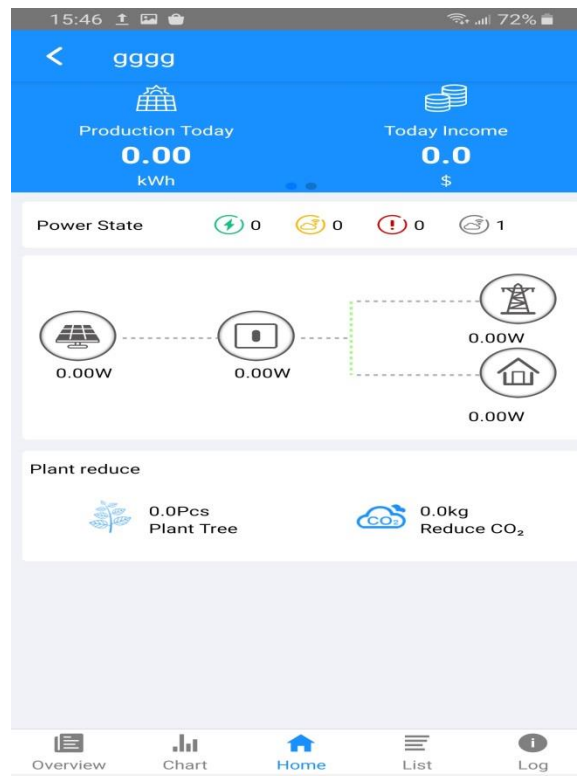 15:46 72%
gggg
Production Today
0.00
kWh
Today Income
0.0
$
Power State 0 0 0 1
0.00W
0.00W
0.00W
0.00W
Plant reduce
0.0Pcs
Plant Tree
CO₂
0.0kg
Reduce CO₂
Overview Chart Home List Log